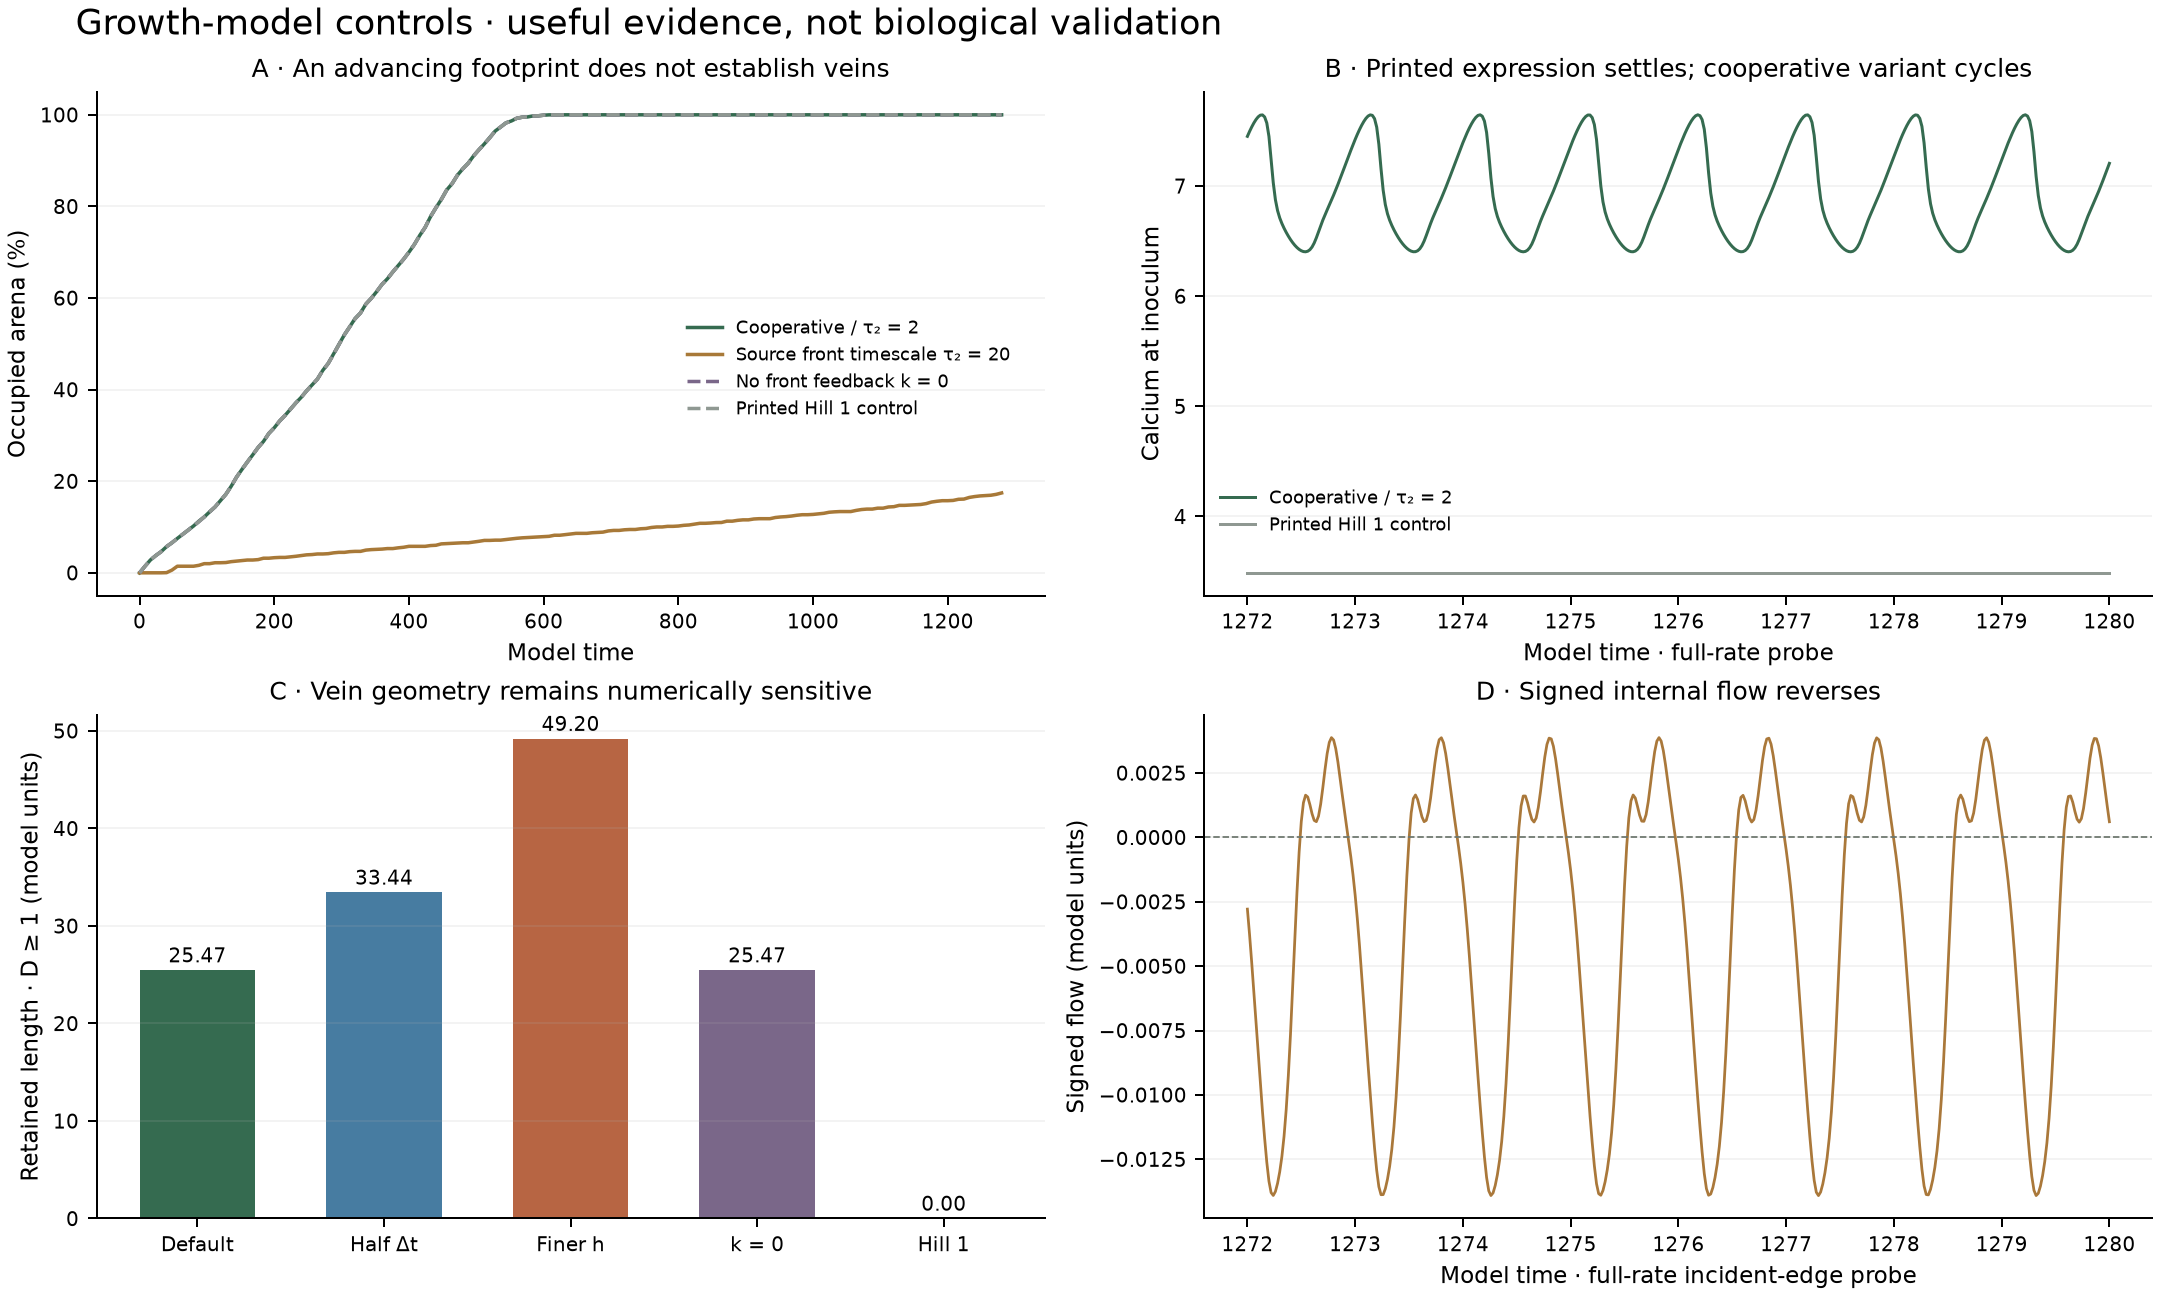 Growth-model controls · useful evidence, not biological validation
A · An advancing footprint does not establish veins
Occupied arena (%)
100
80
60
40
20
0
Cooperative / τ₂ = 2
Source front timescale τ₂ = 20
No front feedback k = 0
Printed Hill 1 control
0 200 400 600 800 1000 1200
Model time
B · Printed expression settles; cooperative variant cycles
Calcium at inoculum
7
6
5
4
Cooperative / τ₂ = 2
Printed Hill 1 control
1272 1273 1274 1275 1276 1277 1278 1279 1280
Model time · full-rate probe
C · Vein geometry remains numerically sensitive
Retained length · D ≥ 1 (model units)
50
40
30
20
10
0
25.47
33.44
49.20
25.47
0.00
Default Half Δt Finer h k = 0 Hill 1
D · Signed internal flow reverses
Signed flow (model units)
0.0025
0.0000
−0.0025
−0.0050
−0.0075
−0.0100
−0.0125
1272 1273 1274 1275 1276 1277 1278 1279 1280
Model time · full-rate incident-edge probe